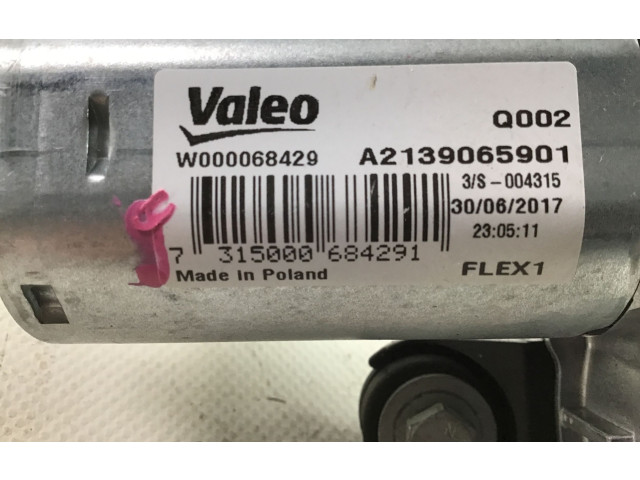 Valeo
Q002
W000068429 A2139065901
3/S-004315
30/06/2017
23:05:11
7 315000 684291
Made in Poland
FLEX1